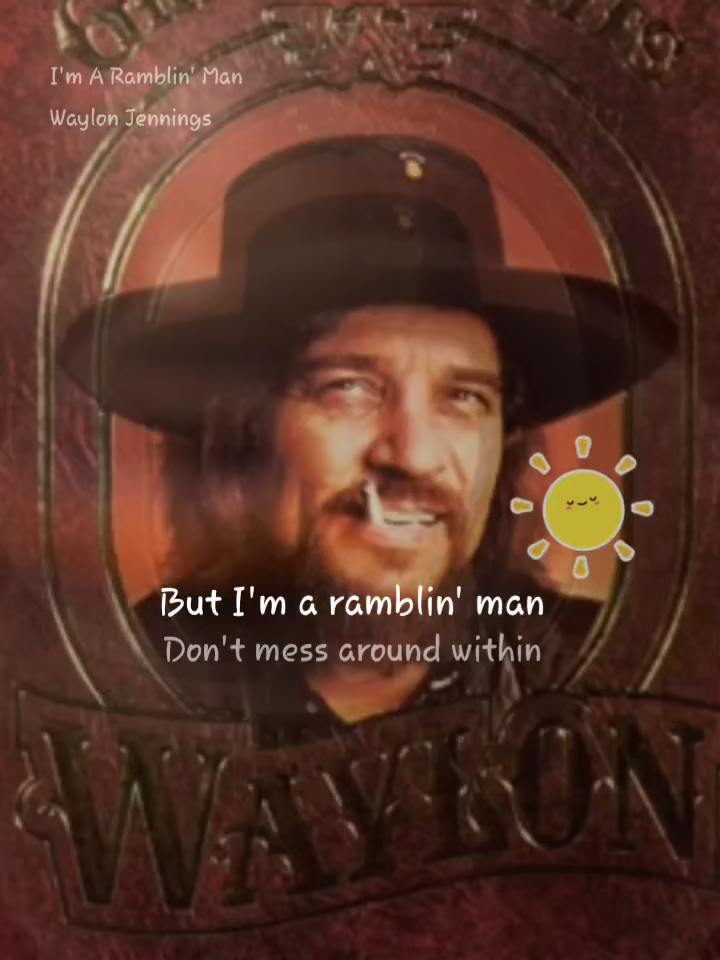 I'm A Ramblin' Man
Waylon Jennings
But I'm a ramblin' man
Don't mess around within
WAYLON